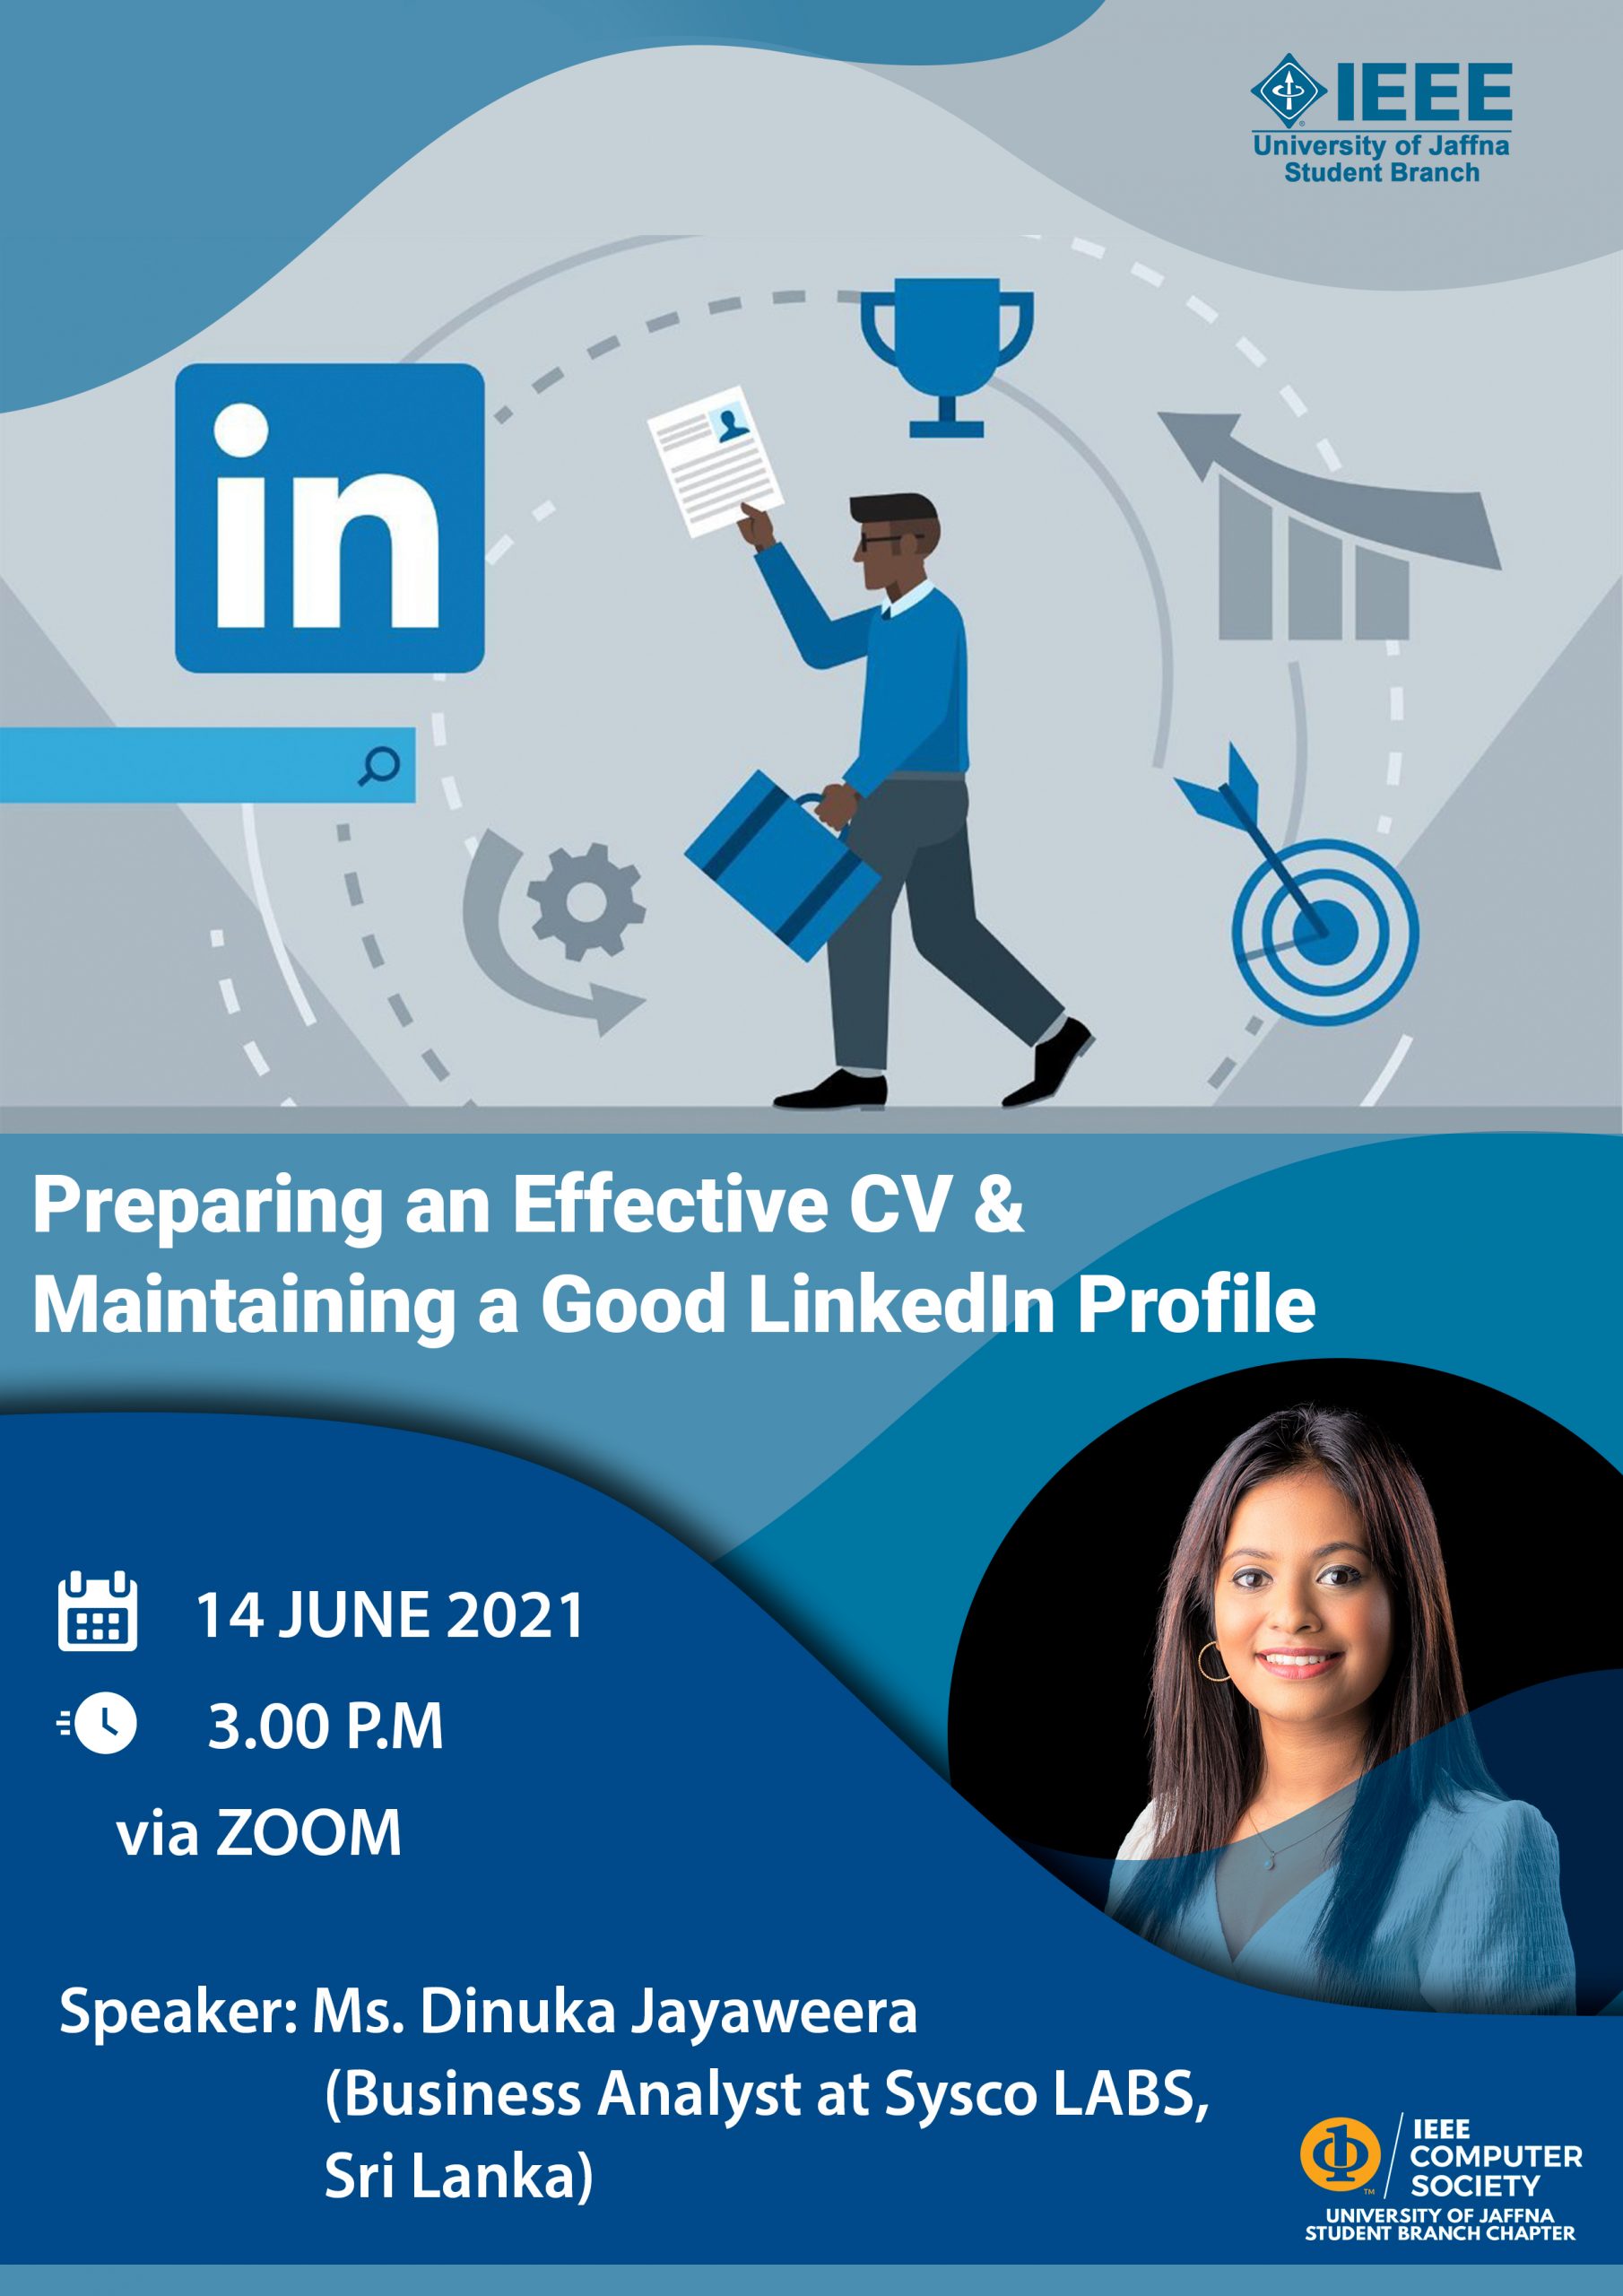 IEEE
University of Jaffna
Student Branch
in
Preparing an Effective CV &
Maintaining a Good LinkedIn Profile
14 JUNE 2021
3.00 P.M
via ZOOM
Speaker: Ms. Dinuka Jayaweera
(Business Analyst at Sysco LABS,
Sri Lanka)
IEEE
COMPUTER
SOCIETY
TM
UNIVERSITY OF JAFFNA
STUDENT BRANCH CHAPTER